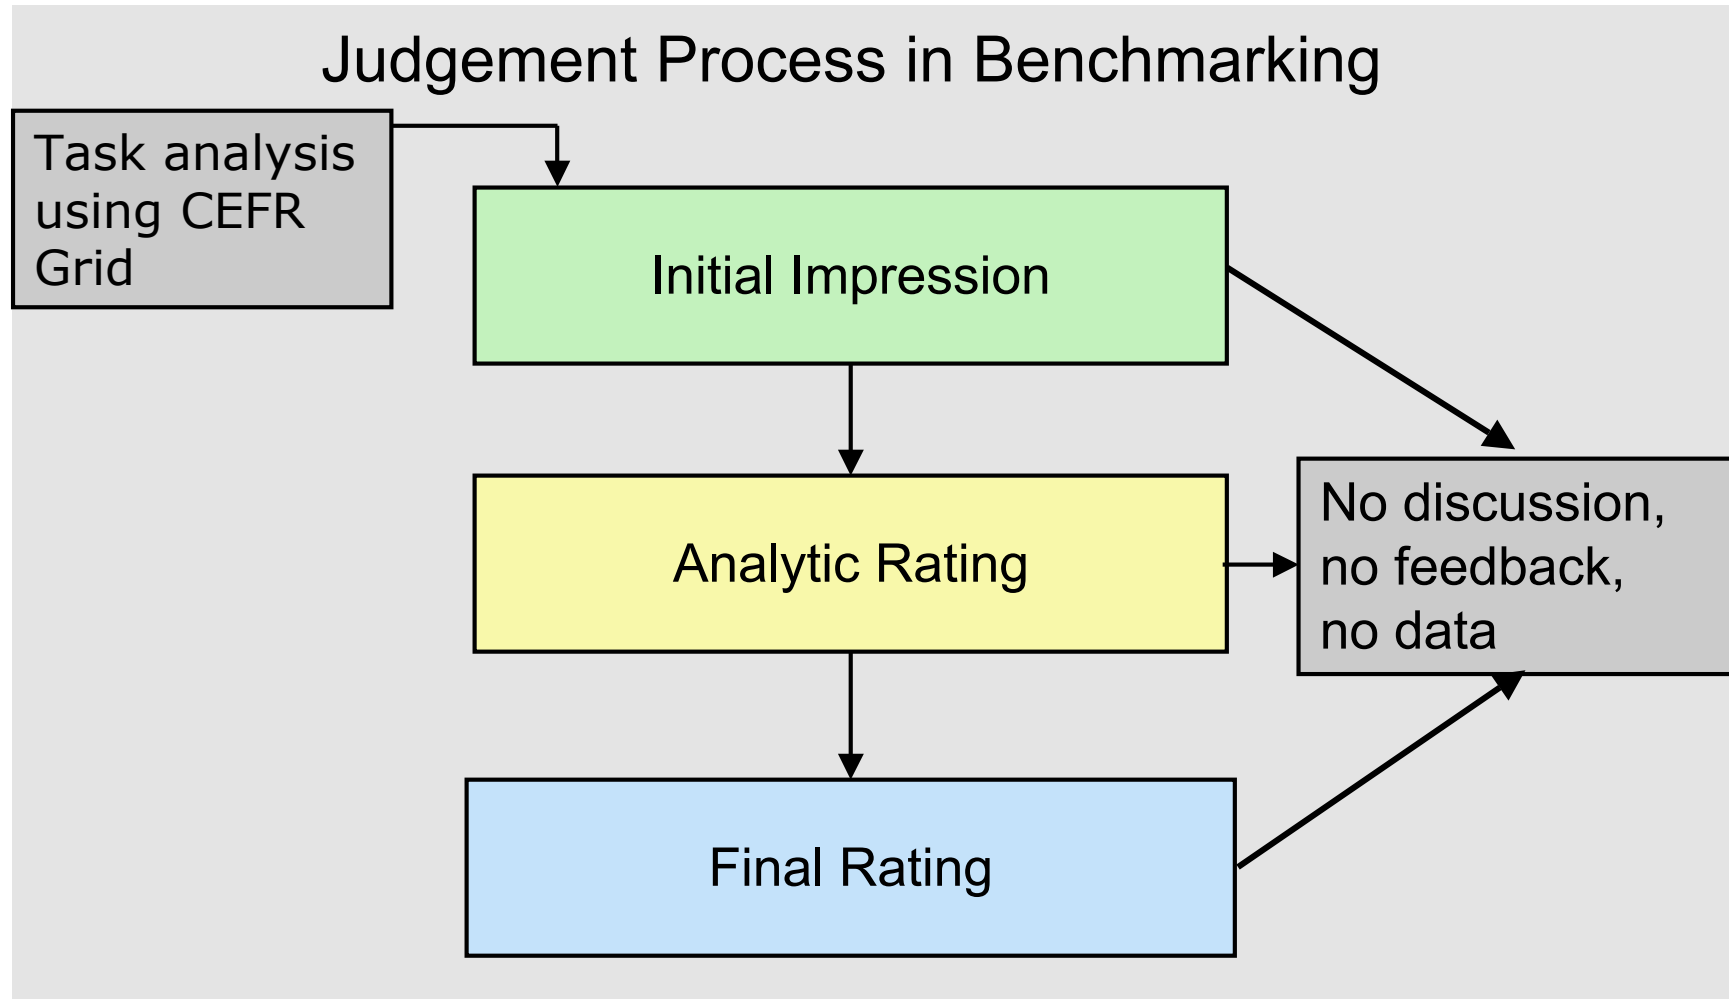 Judgement Process in Benchmarking
Task analysis
using CEFR
Grid
Initial Impression
Analytic Rating
No discussion,
no feedback,
no data
Final Rating